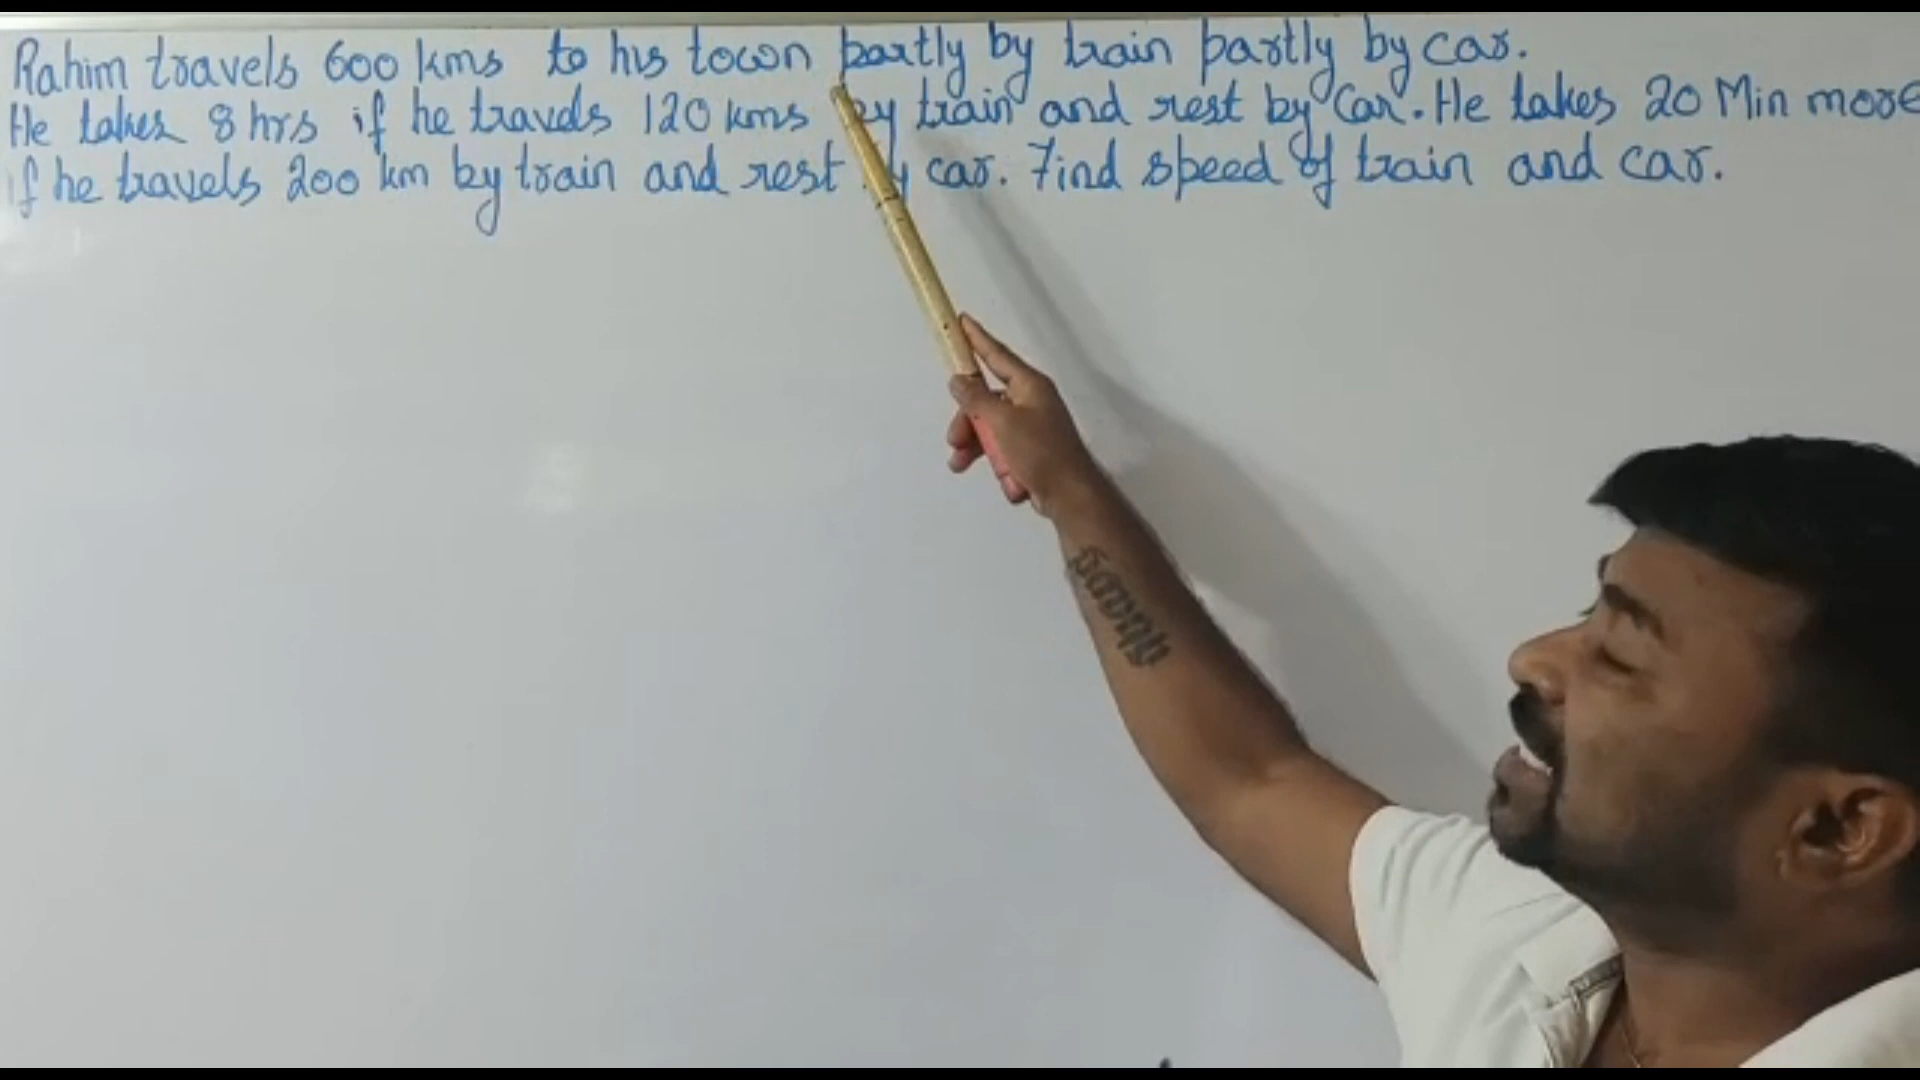 Rahim travels 600 kms to his town partly by train partly by car.
He takes 8 hrs if he travels 120 kms by train and rest by Car. He takes 20 Min more
if he travels 200 km by train and rest by car. Find speed of train and car.